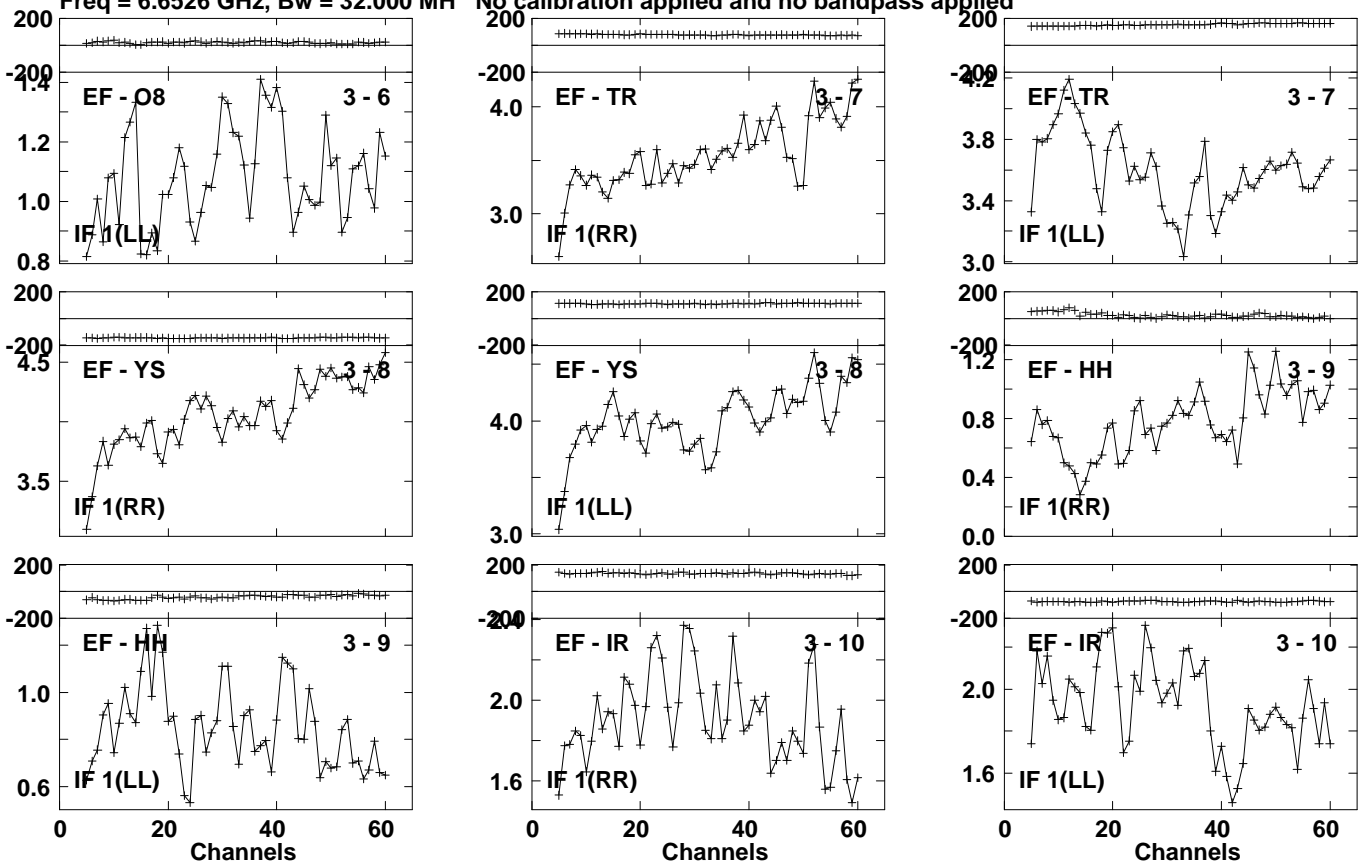 Freq = 6.6526 GHz, Bw = 32.000 MH No calibration applied and no bandpass applied
200
-200
1.4
1.2
1.0
0.8
EF - O8
3 - 6
IF 1(LL)
200
-200
4.0
3.0
EF - TR
3 - 7
IF 1(RR)
200
-200
4.2
3.8
3.4
3.0
EF - TR
3 - 7
IF 1(LL)
200
-200
4.5
3.5
EF - YS
3 - 8
IF 1(RR)
200
-200
4.0
3.0
EF - YS
3 - 8
IF 1(LL)
200
-200
1.2
0.8
0.4
0.0
EF - HH
3 - 9
IF 1(RR)
200
-200
1.0
0.6
EF - HH
3 - 9
IF 1(LL)
0 20 40 60
Channels
200
-200
2.4
2.0
1.6
EF - IR
3 - 10
IF 1(RR)
0 20 40 60
200
-200
2.0
1.6
EF - IR
3 - 10
IF 1(LL)
0 20 40 60
Channels